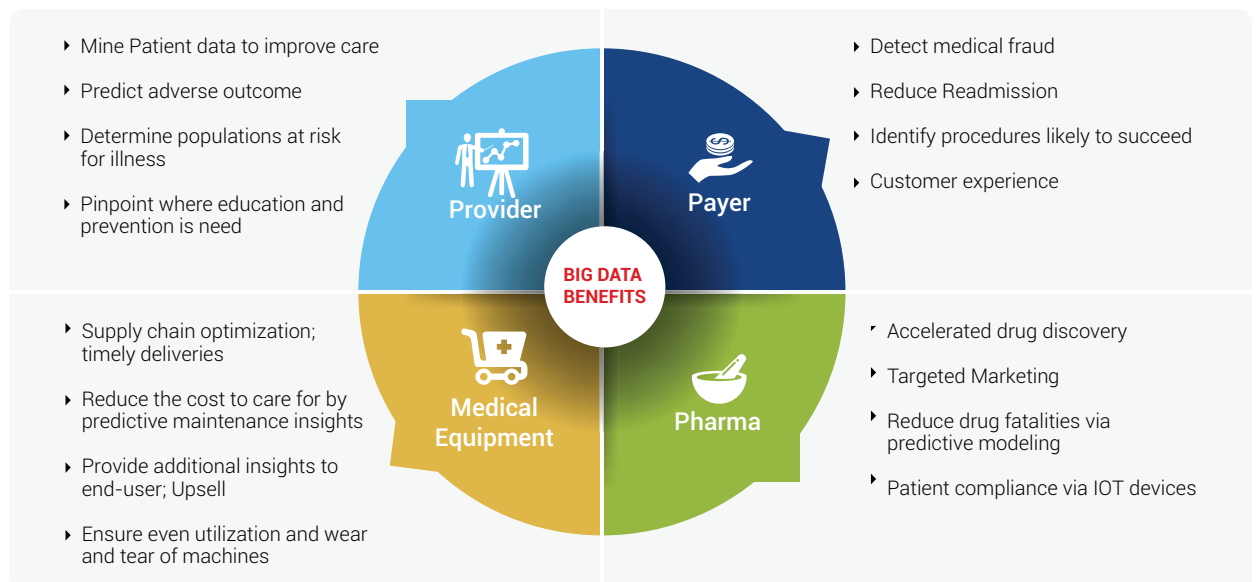 Mine Patient data to improve care
Predict adverse outcome
Determine populations at risk
for illness
Pinpoint where education and
prevention is need
Provider
Payer
Detect medical fraud
Reduce Readmission
Identify procedures likely to succeed
Customer experience
BIG DATA
BENEFITS
Supply chain optimization;
timely deliveries
Reduce the cost to care for by
predictive maintenance insights
Provide additional insights to
end-user; Upsell
Ensure even utilization and wear
and tear of machines
Medical
Equipment
Pharma
Accelerated drug discovery
Targeted Marketing
Reduce drug fatalities via
predictive modeling
Patient compliance via IOT devices